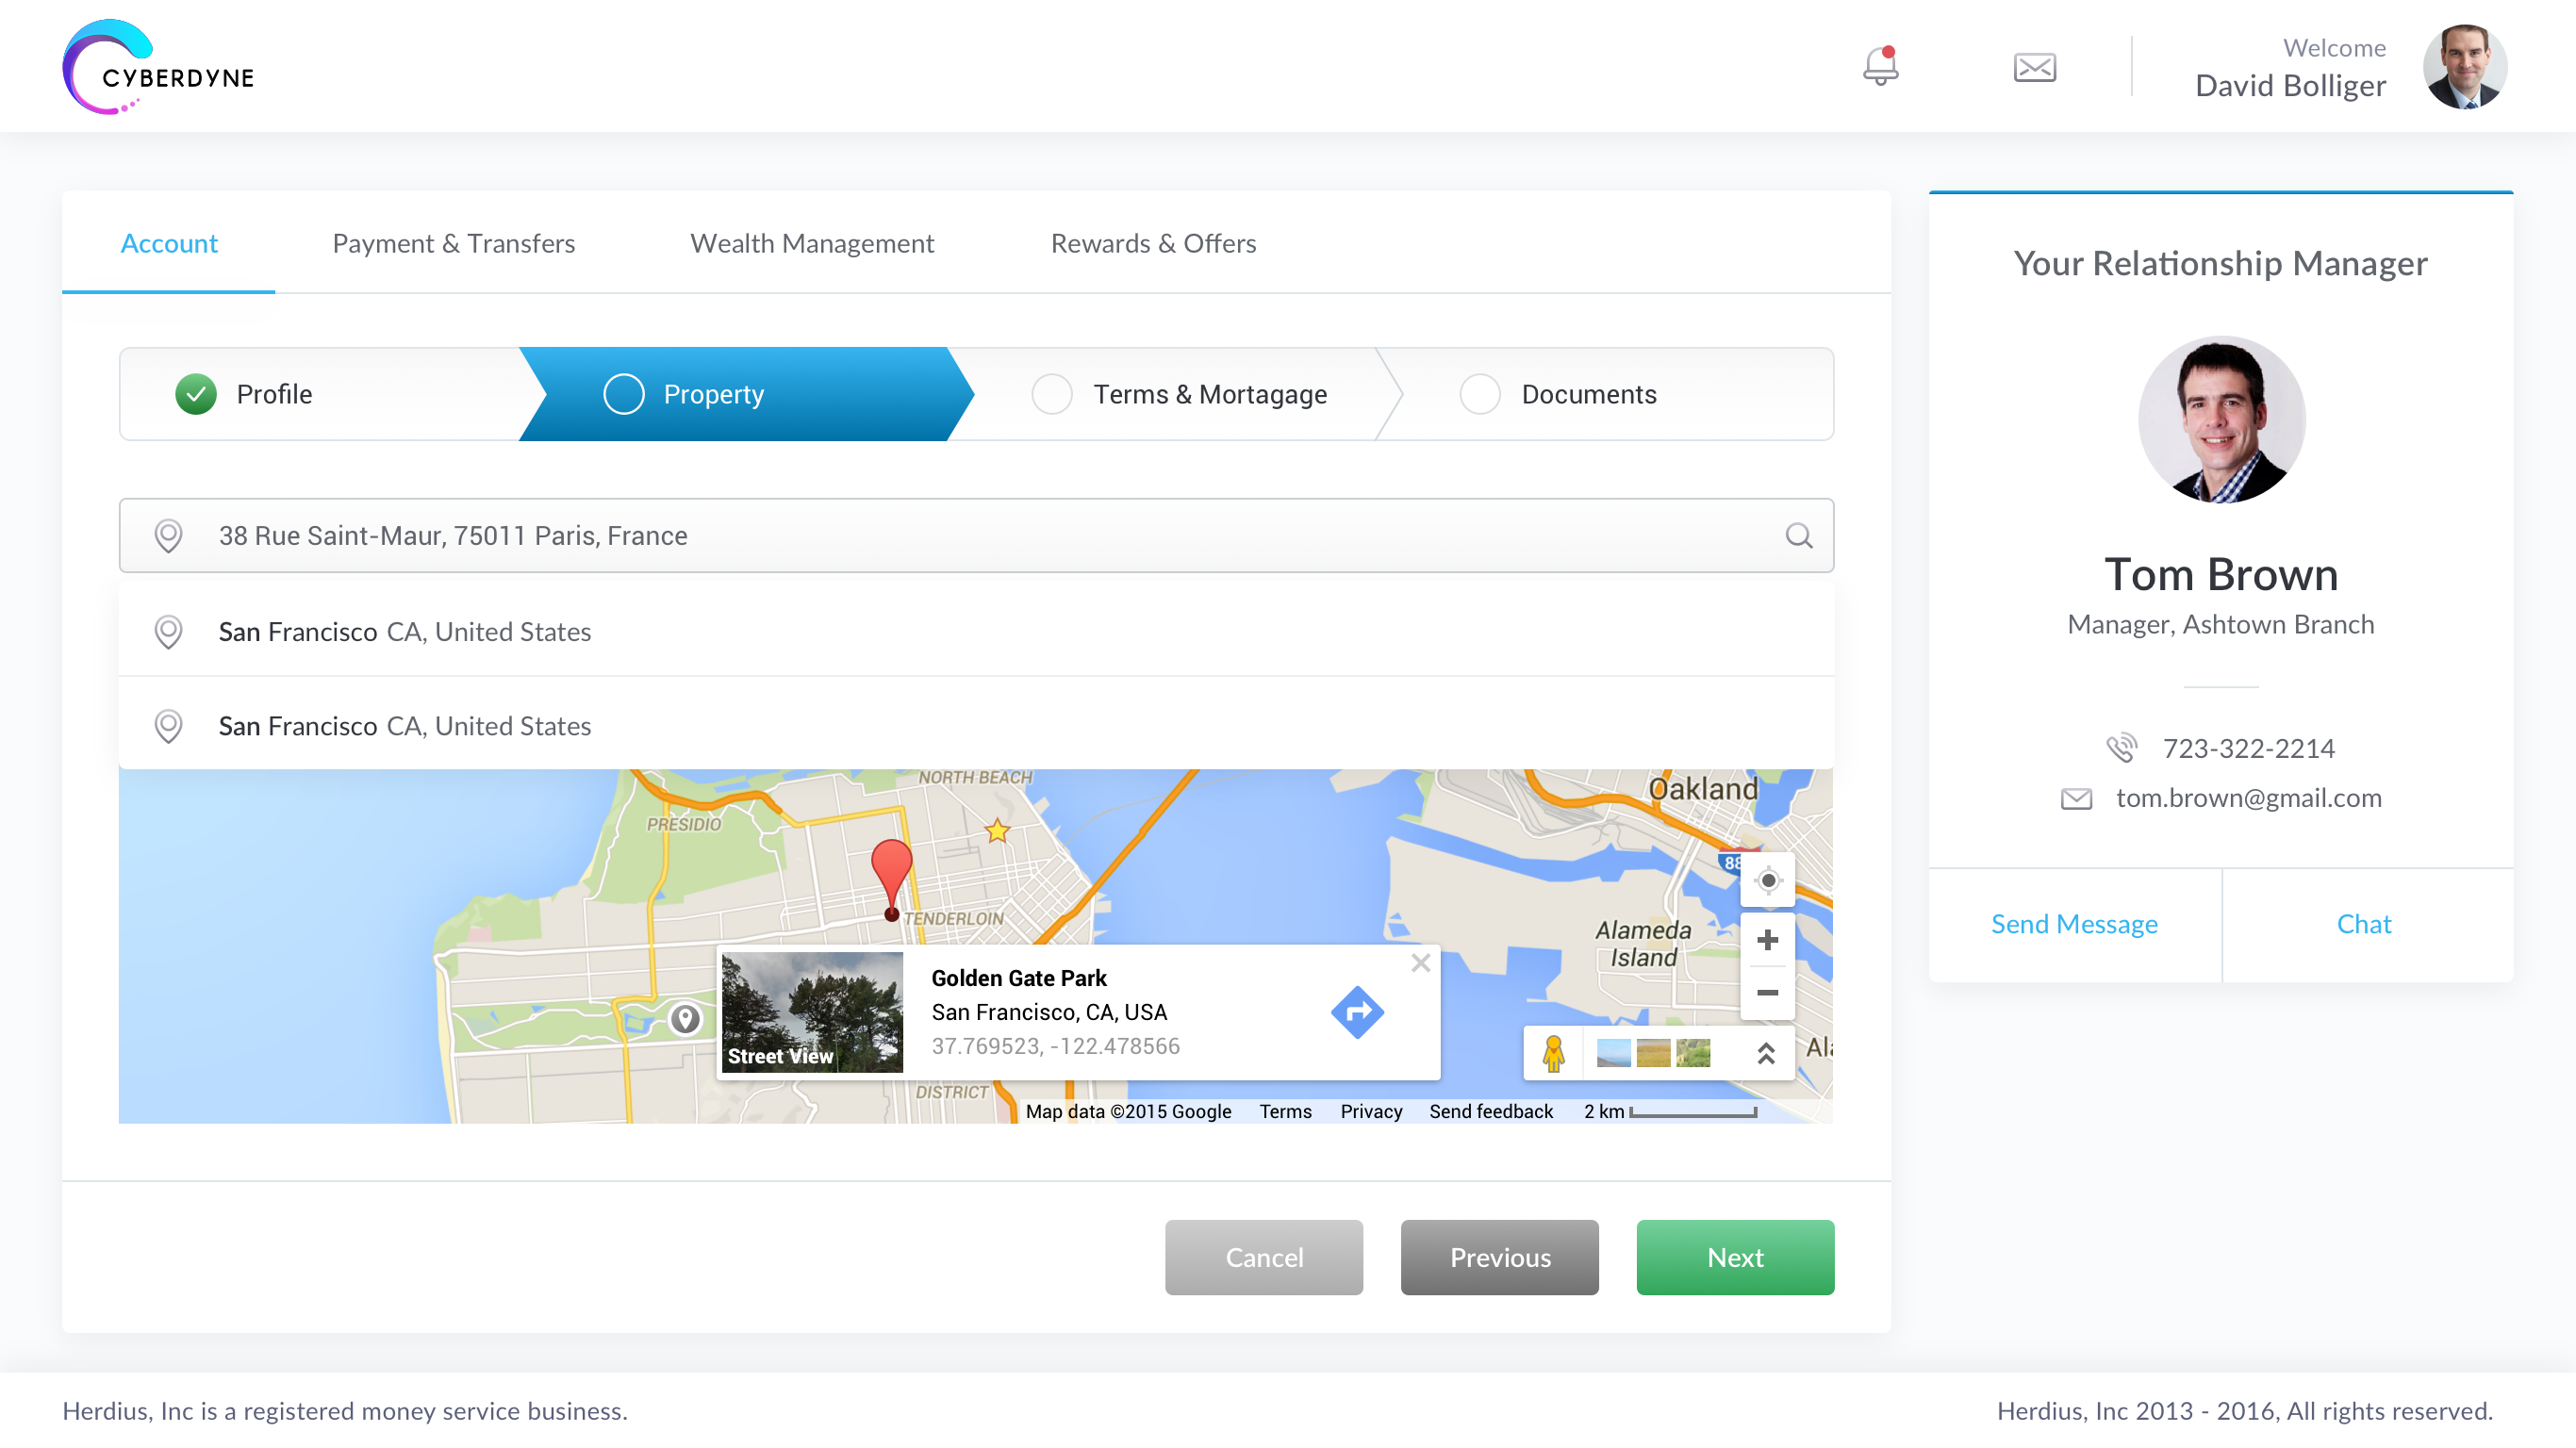 CYBERDYNE
Welcome
David Bolliger
Account
Payment & Transfers
Wealth Management
Rewards & Offers
Profile
Property
Terms & Mortagage
Documents
38 Rue Saint-Maur, 75011 Paris, France
San Francisco CA, United States
San Francisco CA, United States
NORTH BEACH
Oakland
PRESIDIO
88
TENDERLOIN
Alameda
Island
Golden Gate Park
San Francisco, CA, USA
37.769523, -122.478566
Street View
DISTRICT
Map data ©2015 Google
Terms
Privacy
Send feedback
2 km
Cancel
Previous
Next
Your Relationship Manager
Tom Brown
Manager, Ashtown Branch
723-322-2214
tom.brown@gmail.com
Send Message
Chat
Herdius, Inc is a registered money service business.
Herdius, Inc 2013 - 2016, All rights reserved.